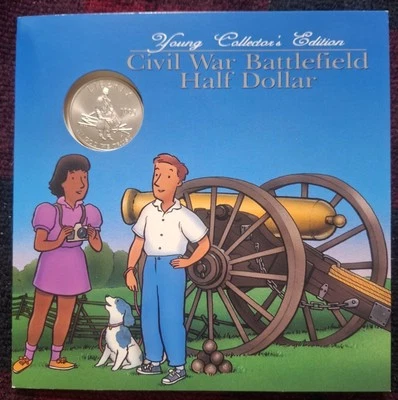 Young Collector's Edition
Civil War Battlefield
Half Dollar